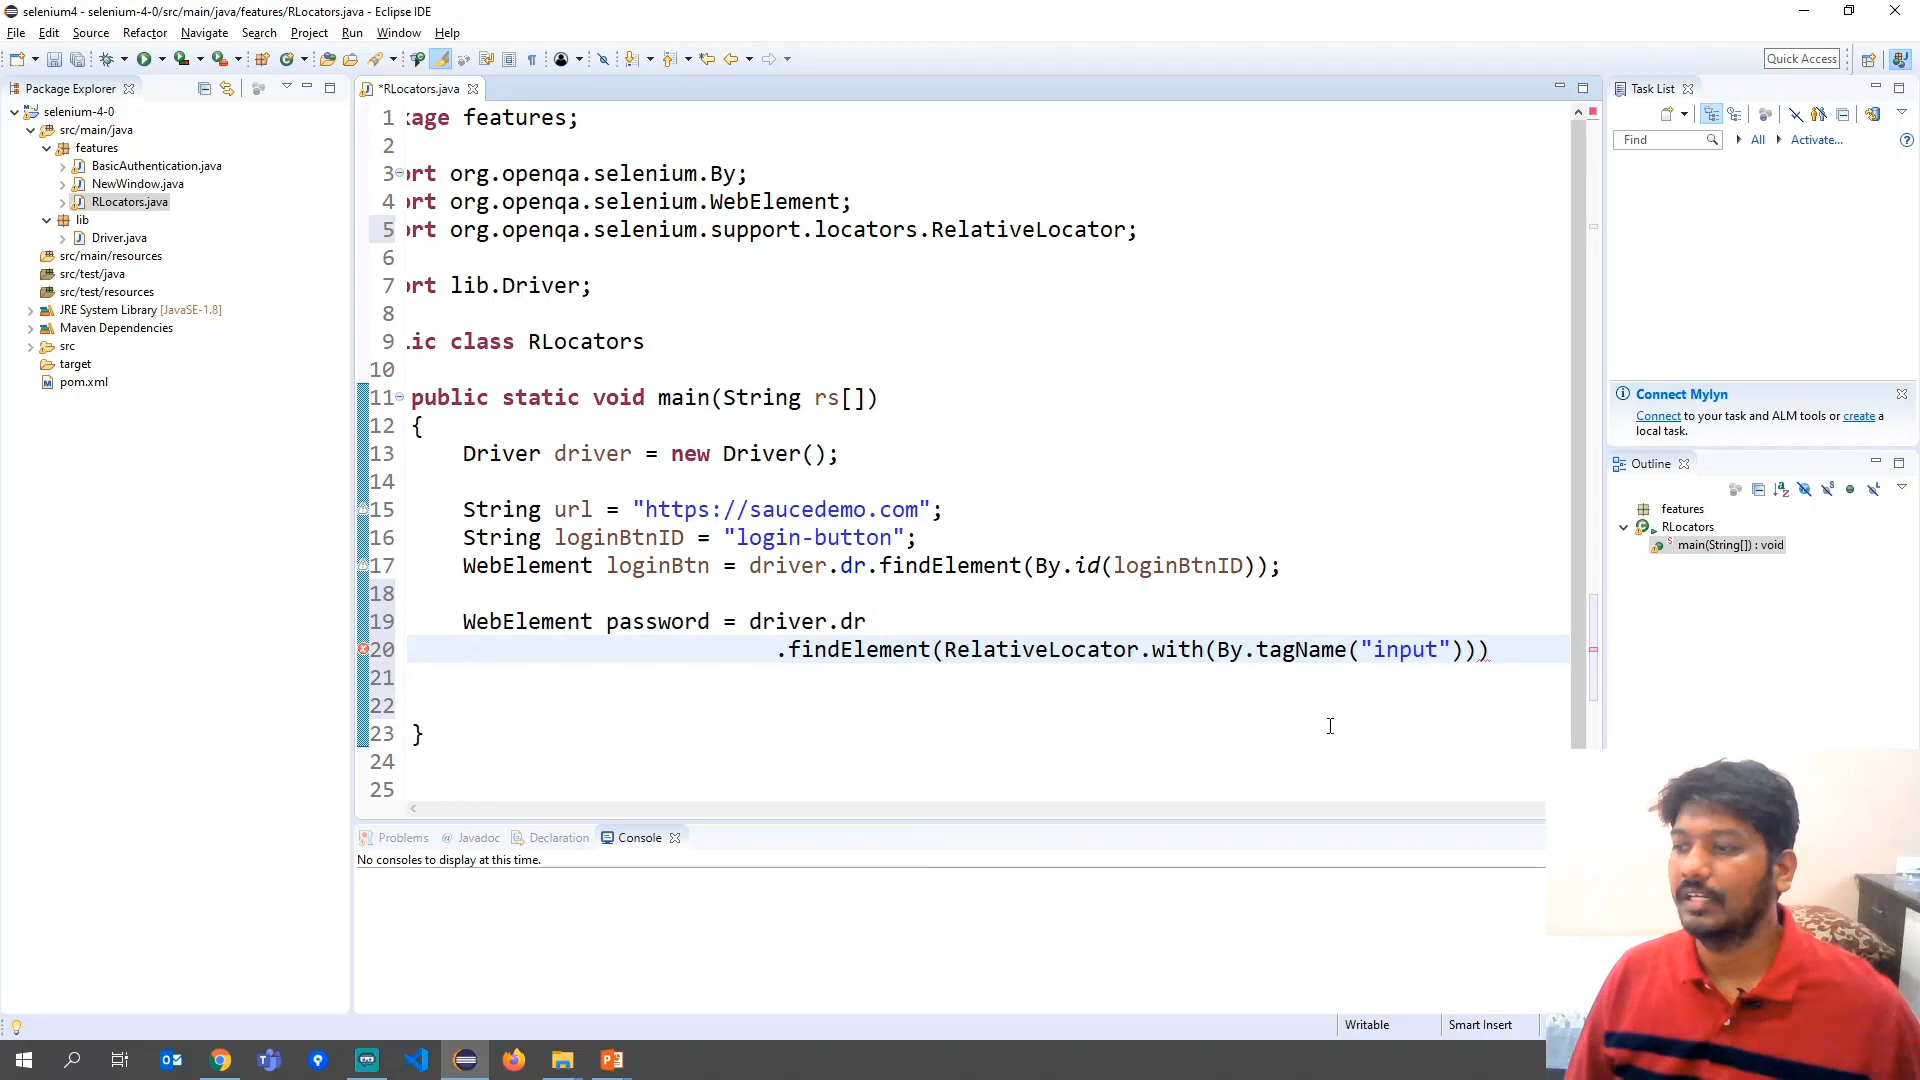 selenium4 - selenium-4-0/src/main/java/features/RLocators.java - Eclipse IDE
File Edit Source Refactor Navigate Search Project Run Window Help
Quick Access
Package Explorer
selenium-4-0
src/main/java
features
BasicAuthentication.java
NewWindow.java
RLocators.java
lib
Driver.java
src/main/resources
src/test/java
src/test/resources
JRE System Library [JavaSE-1.8]
Maven Dependencies
src
target
pom.xml
*RLocators.java
1 kage features;
2
3 ort org.openqa.selenium.By;
4 ort org.openqa.selenium.WebElement;
5 ort org.openqa.selenium.support.locators.RelativeLocator;
6
7 ort lib.Driver;
8
9 lic class RLocators
10
11 public static void main(String rs[])
12 {
13 Driver driver = new Driver();
14
15 String url = "https://saucedemo.com";
16 String loginBtnID = "login-button";
17 WebElement loginBtn = driver.dr.findElement(By.id(loginBtnID));
18
19 WebElement password = driver.dr
20 .findElement(RelativeLocator.with(By.tagName("input")))
21
22
23 }
24
25
Problems Javadoc Declaration Console
No consoles to display at this time.
Task List
Find All Activate...
Connect Mylyn
Connect to your task and ALM tools or create a
local task.
Outline
features
RLocators
main(String[]) : void
Writable Smart Insert